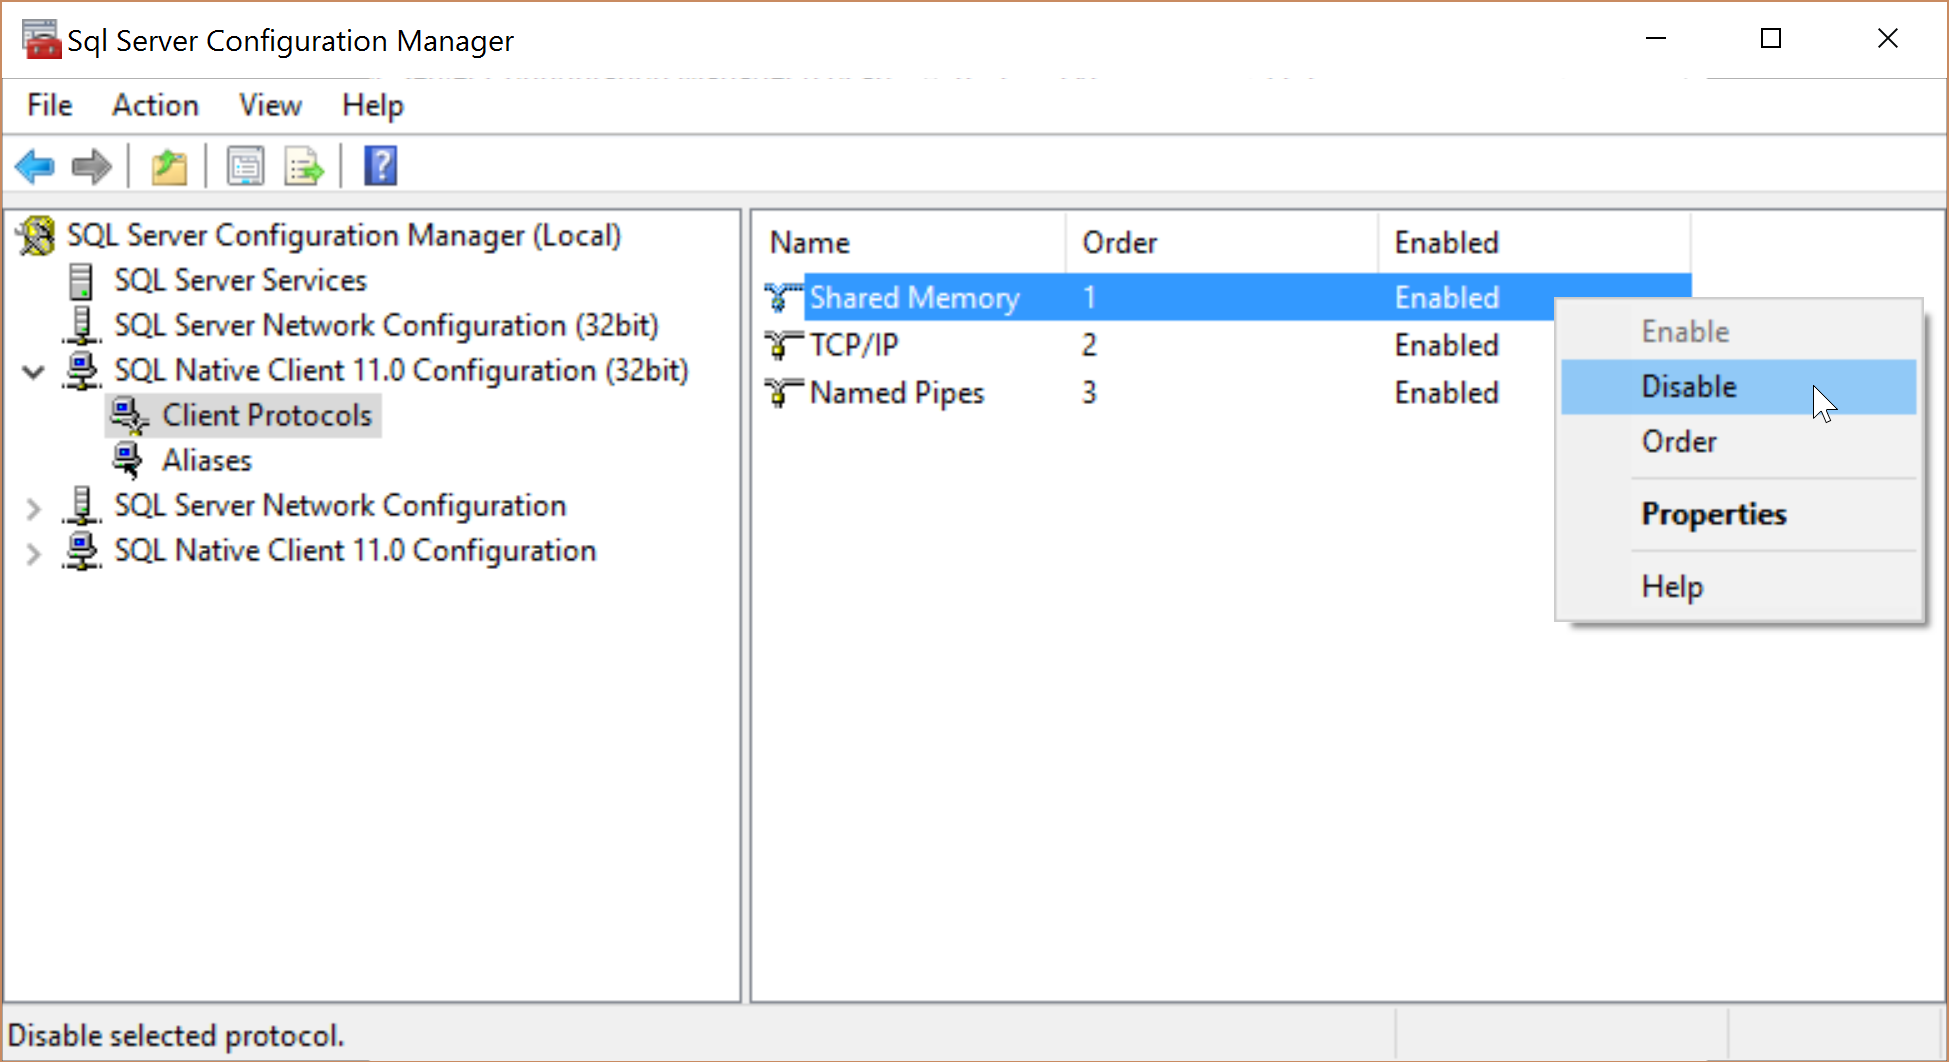 Sql Server Configuration Manager
File Action View Help
SQL Server Configuration Manager (Local)
SQL Server Services
SQL Server Network Configuration (32bit)
SQL Native Client 11.0 Configuration (32bit)
Client Protocols
Aliases
SQL Server Network Configuration
SQL Native Client 11.0 Configuration
Name Order Enabled
Shared Memory 1 Enabled
TCP/IP 2 Enabled
Named Pipes 3 Enabled
Enable
Disable
Order
Properties
Help
Disable selected protocol.